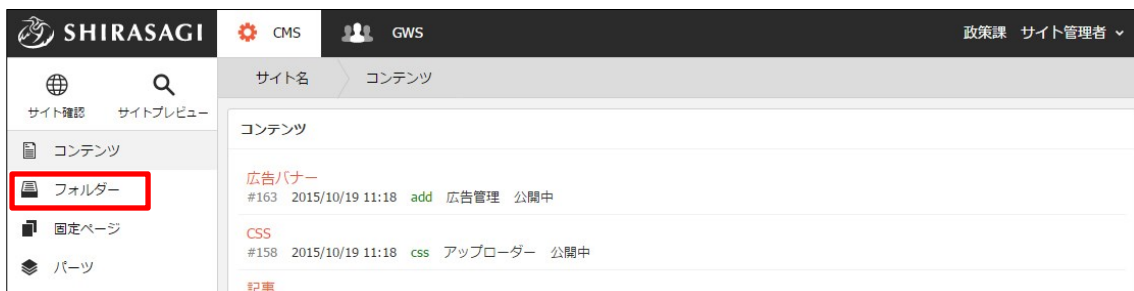 SHIRASAGI CMS GWS 政策課 サイト管理者
サイト確認 サイトプレビュー
サイト名 コンテンツ
コンテンツ
フォルダー
固定ページ
パーツ
コンテンツ
広告バナー
#163 2015/10/19 11:18 add 広告管理 公開中
CSS
#158 2015/10/19 11:18 css アップローダー 公開中
記事